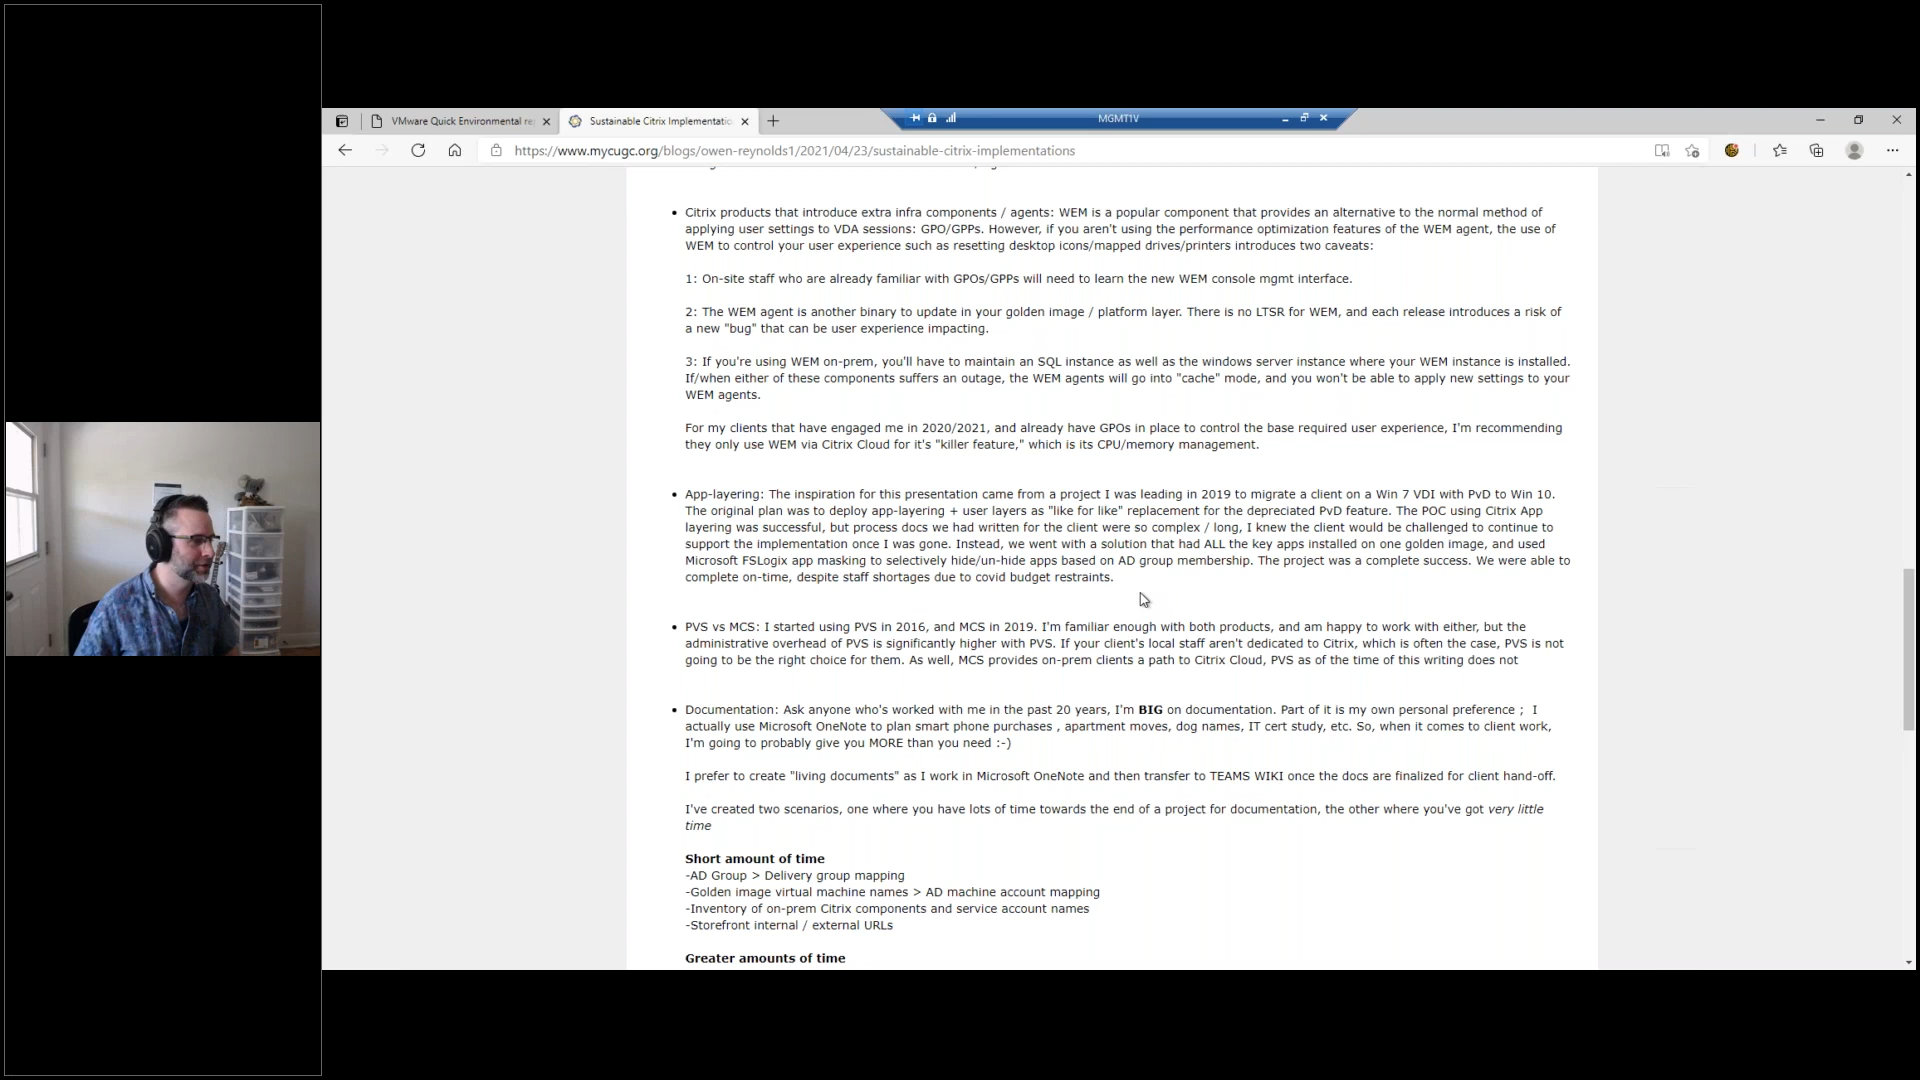 VMware Quick Environmental re
Sustainable Citrix Implementatio
MGMT1V
https://www.mycugc.org/blogs/owen-reynolds1/2021/04/23/sustainable-citrix-implementations
• Citrix products that introduce extra infra components / agents: WEM is a popular component that provides an alternative to the normal method of
applying user settings to VDA sessions: GPO/GPPs. However, if you aren't using the performance optimization features of the WEM agent, the use of
WEM to control your user experience such as resetting desktop icons/mapped drives/printers introduces two caveats:
1: On-site staff who are already familiar with GPOs/GPPs will need to learn the new WEM console mgmt interface.
2: The WEM agent is another binary to update in your golden image / platform layer. There is no LTSR for WEM, and each release introduces a risk of
a new "bug" that can be user experience impacting.
3: If you're using WEM on-prem, you'll have to maintain an SQL instance as well as the windows server instance where your WEM instance is installed.
If/when either of these components suffers an outage, the WEM agents will go into "cache" mode, and you won't be able to apply new settings to your
WEM agents.
For my clients that have engaged me in 2020/2021, and already have GPOs in place to control the base required user experience, I'm recommending
they only use WEM via Citrix Cloud for it's "killer feature," which is its CPU/memory management.
• App-layering: The inspiration for this presentation came from a project I was leading in 2019 to migrate a client on a Win 7 VDI with PvD to Win 10.
The original plan was to deploy app-layering + user layers as "like for like" replacement for the depreciated PvD feature. The POC using Citrix App
layering was successful, but process docs we had written for the client were so complex / long, I knew the client would be challenged to continue to
support the implementation once I was gone. Instead, we went with a solution that had ALL the key apps installed on one golden image, and used
Microsoft FSLogix app masking to selectively hide/un-hide apps based on AD group membership. The project was a complete success. We were able to
complete on-time, despite staff shortages due to covid budget restraints.
• PVS vs MCS: I started using PVS in 2016, and MCS in 2019. I'm familiar enough with both products, and am happy to work with either, but the
administrative overhead of PVS is significantly higher with PVS. If your client's local staff aren't dedicated to Citrix, which is often the case, PVS is not
going to be the right choice for them. As well, MCS provides on-prem clients a path to Citrix Cloud, PVS as of the time of this writing does not
• Documentation: Ask anyone who's worked with me in the past 20 years, I'm BIG on documentation. Part of it is my own personal preference ; I
actually use Microsoft OneNote to plan smart phone purchases , apartment moves, dog names, IT cert study, etc. So, when it comes to client work,
I'm going to probably give you MORE than you need :-)
I prefer to create "living documents" as I work in Microsoft OneNote and then transfer to TEAMS WIKI once the docs are finalized for client hand-off.
I've created two scenarios, one where you have lots of time towards the end of a project for documentation, the other where you've got very little
time
Short amount of time
-AD Group > Delivery group mapping
-Golden image virtual machine names > AD machine account mapping
-Inventory of on-prem Citrix components and service account names
-Storefront internal / external URLs
Greater amounts of time